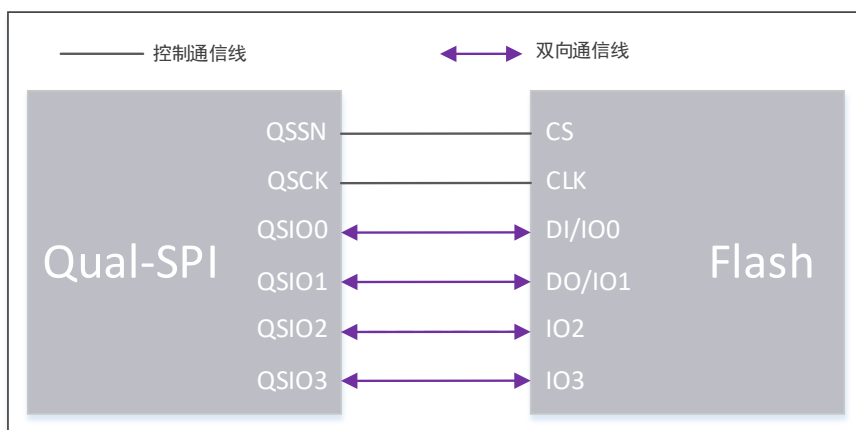 控制通信线
双向通信线
QSSN
CS
QSCK
CLK
QSIO0
DI/IO0
Qual-SPI
Flash
QSIO1
DO/IO1
QSIO2
IO2
QSIO3
IO3